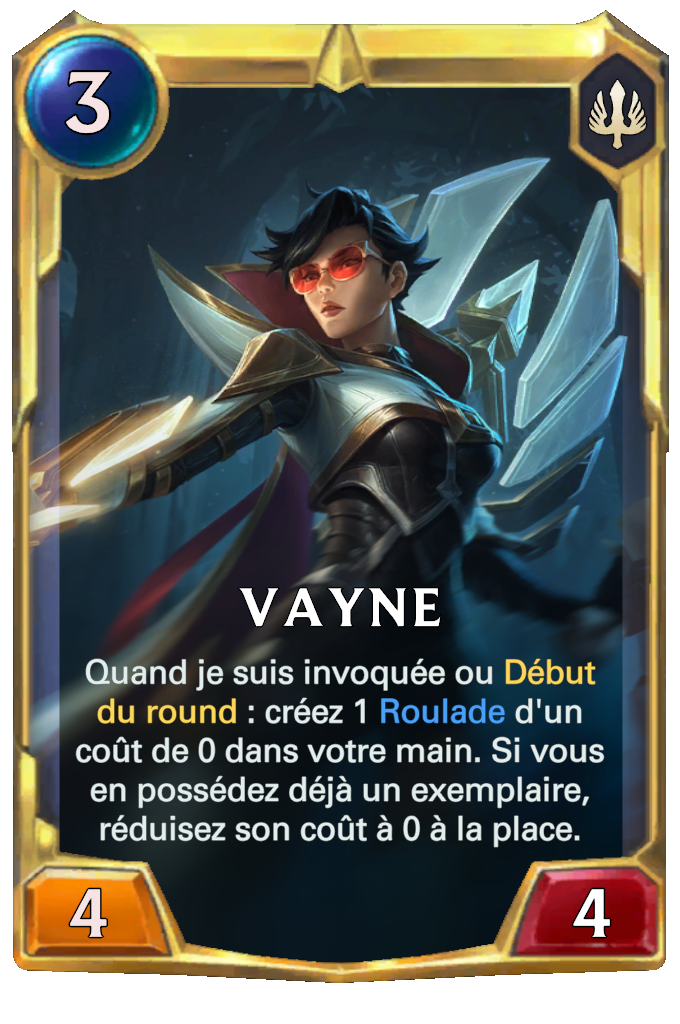 3
VAYNE
Quand je suis invoquée ou Début
du round : créez 1 Roulade d'un
coût de 0 dans votre main. Si vous
en possédez déjà un exemplaire,
réduisez son coût à 0 à la place.
4
4